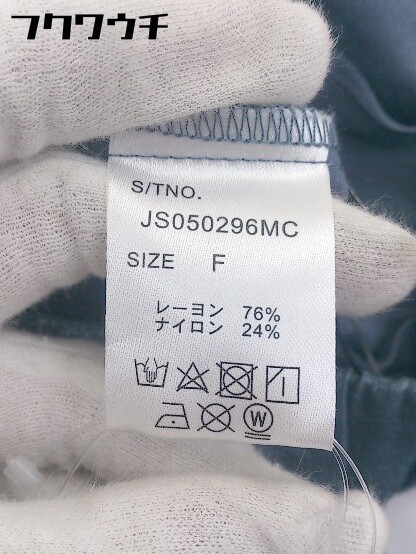 フクワウチ
S/TNO.
JS050296MC
SIZE F
レーヨン 76%
ナイロン 24%
W